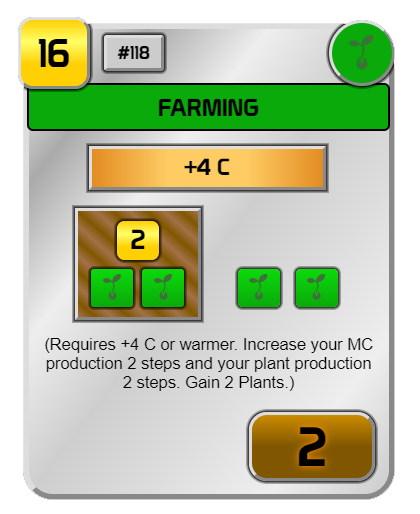 16
#118
FARMING
+4 C
2
(Requires +4 C or warmer. Increase your MC
production 2 steps and your plant production
2 steps. Gain 2 Plants.)
2